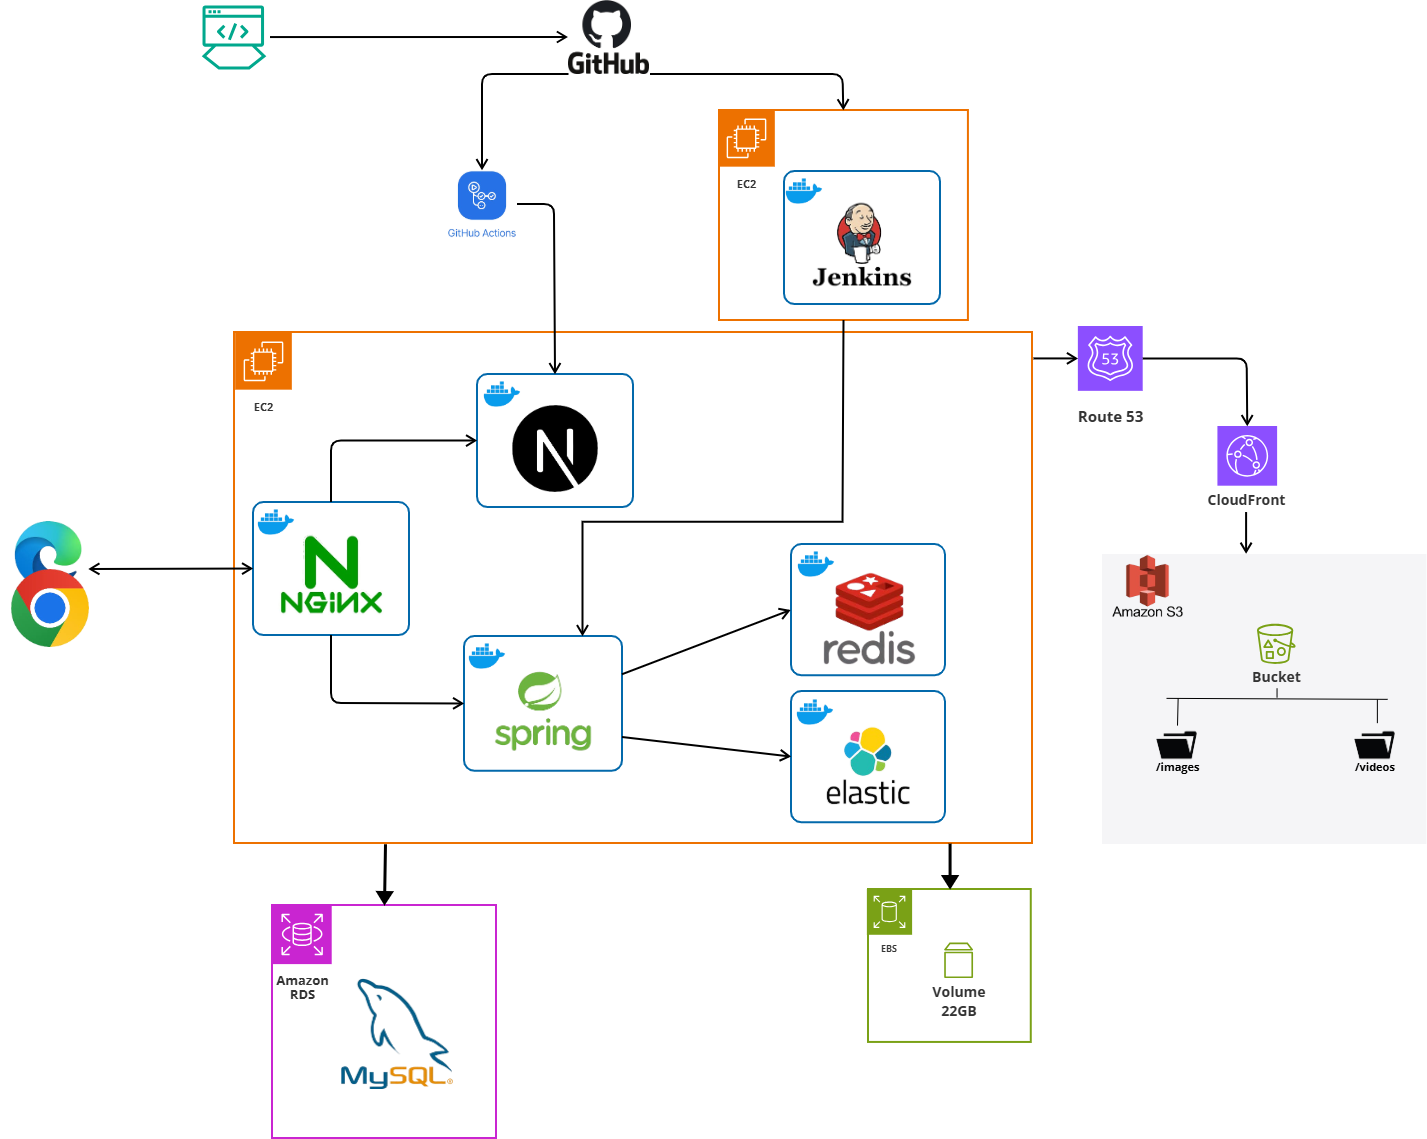 GitHub
EC2
Jenkins
GitHub Actions
EC2
53
Route 53
CloudFront
NGINX
Amazon S3
redis
Bucket
spring
/images
/videos
elastic
EBS
Amazon
RDS
Volume
22GB
MySQL®